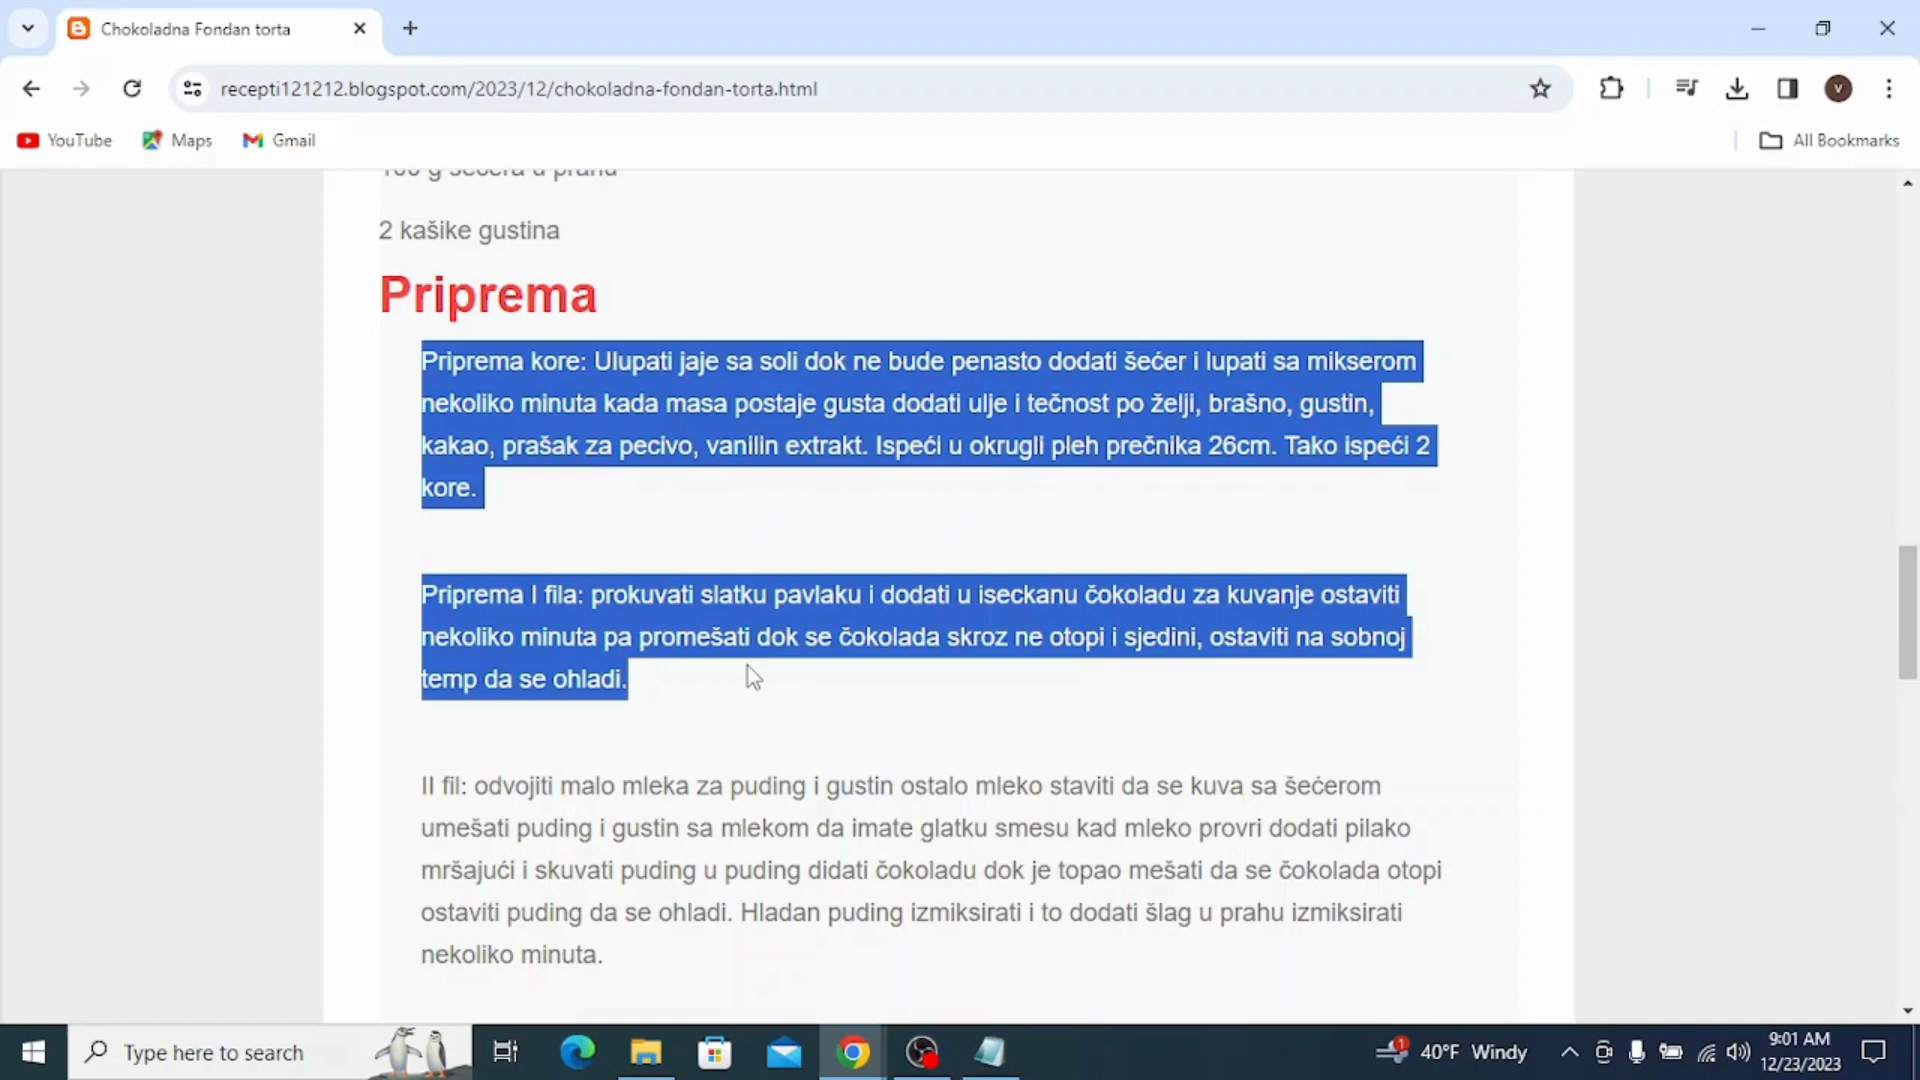 Chokoladna Fondan torta
recepti121212.blogspot.com/2023/12/chokoladna-fondan-torta.html
V
YouTube
Maps
Gmail
All Bookmarks
100 g šećera u prahu
2 kašike gustina
Priprema
Priprema kore: Ulupati jaje sa soli dok ne bude penasto dodati šećer i lupati sa mikserom
nekoliko minuta kada masa postaje gusta dodati ulje i tečnost po želji, brašno, gustin,
kakao, prašak za pecivo, vanilin extrakt. Ispeći u okrugli pleh prečnika 26cm. Tako ispeći 2
kore.
Priprema I fila: prokuvati slatku pavlaku i dodati u iseckanu čokoladu za kuvanje ostaviti
nekoliko minuta pa promešati dok se čokolada skroz ne otopi i sjedini, ostaviti na sobnoj
temp da se ohladi.
II fil: odvojiti malo mleka za puding i gustin ostalo mleko staviti da se kuva sa šećerom
umešati puding i gustin sa mlekom da imate glatku smesu kad mleko provri dodati pilako
mršajući i skuvati puding u puding didati čokoladu dok je topao mešati da se čokolada otopi
ostaviti puding da se ohladi. Hladan puding izmiksirati i to dodati šlag u prahu izmiksirati
nekoliko minuta.
Type here to search
1
40°F Windy
9:01 AM
12/23/2023